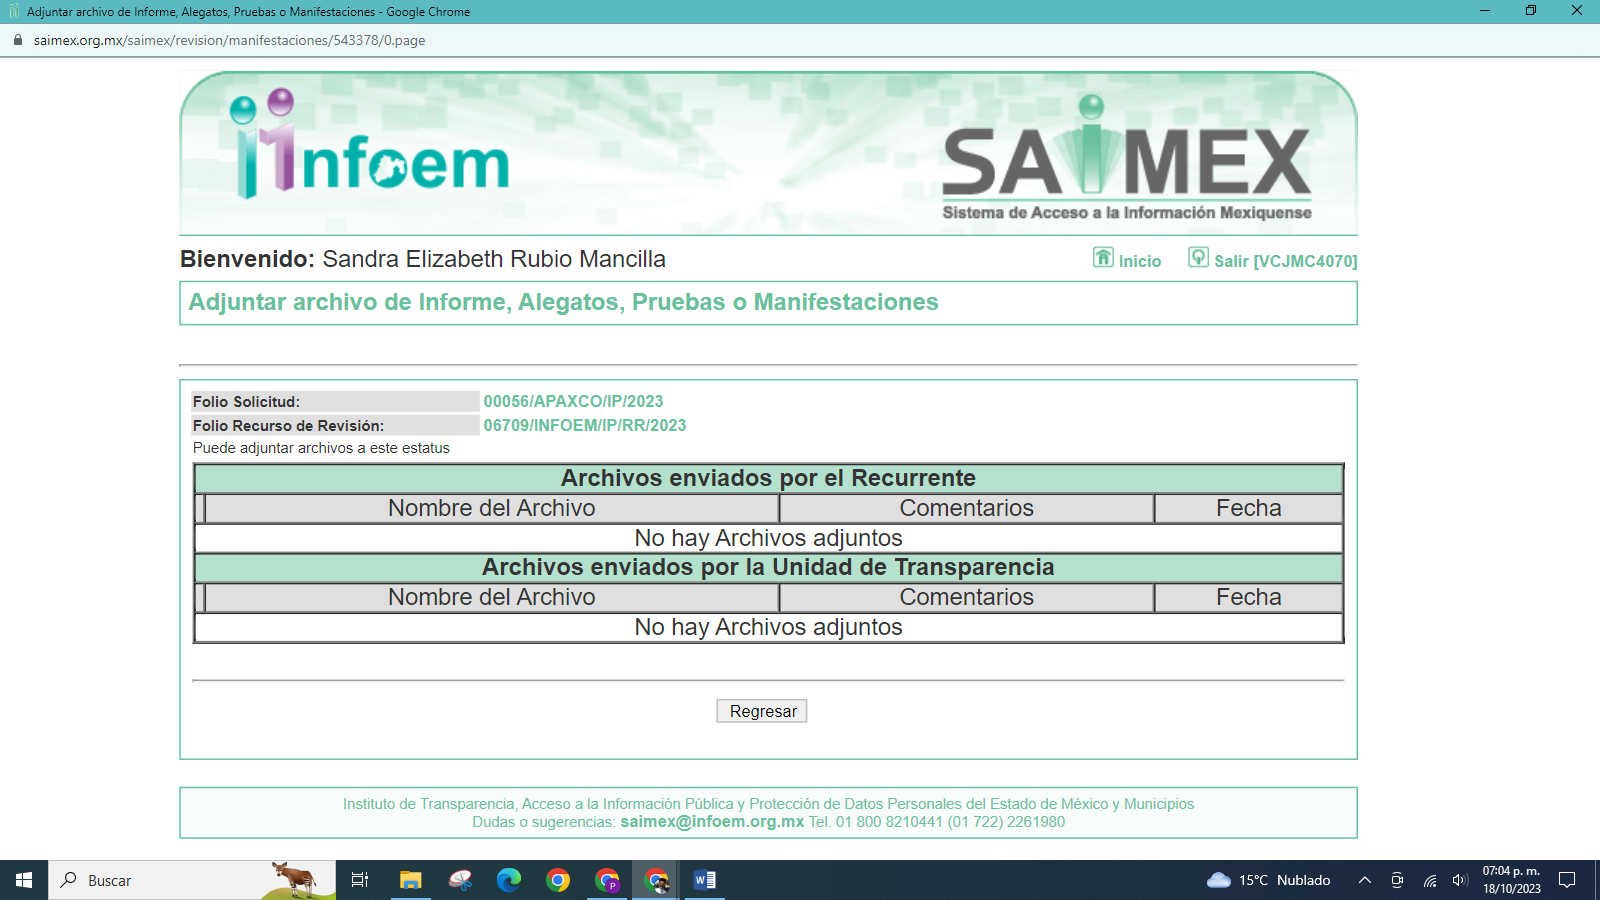 Adjuntar archivo de Informe, Alegatos, Pruebas o Manifestaciones - Google Chrome
saimex.org.mx/saimex/revision/manifestaciones/543378/0.page
infoem
SAIMEX
Sistema de Acceso a la Información Mexiquense
Bienvenido: Sandra Elizabeth Rubio Mancilla Inicio Salir [VCJMC4070]
Adjuntar archivo de Informe, Alegatos, Pruebas o Manifestaciones
Folio Solicitud: 00056/APAXCO/IP/2023
Folio Recurso de Revisión: 06709/INFOEM/IP/RR/2023
Puede adjuntar archivos a este estatus
Archivos enviados por el Recurrente
Nombre del Archivo Comentarios Fecha
No hay Archivos adjuntos
Archivos enviados por la Unidad de Transparencia
Nombre del Archivo Comentarios Fecha
No hay Archivos adjuntos
Regresar
Instituto de Transparencia, Acceso a la Información Pública y Protección de Datos Personales del Estado de México y Municipios
Dudas o sugerencias: saimex@infoem.org.mx Tel. 01 800 8210441 (01 722) 2261980
Buscar
15°C Nublado
07:04 p. m.
18/10/2023